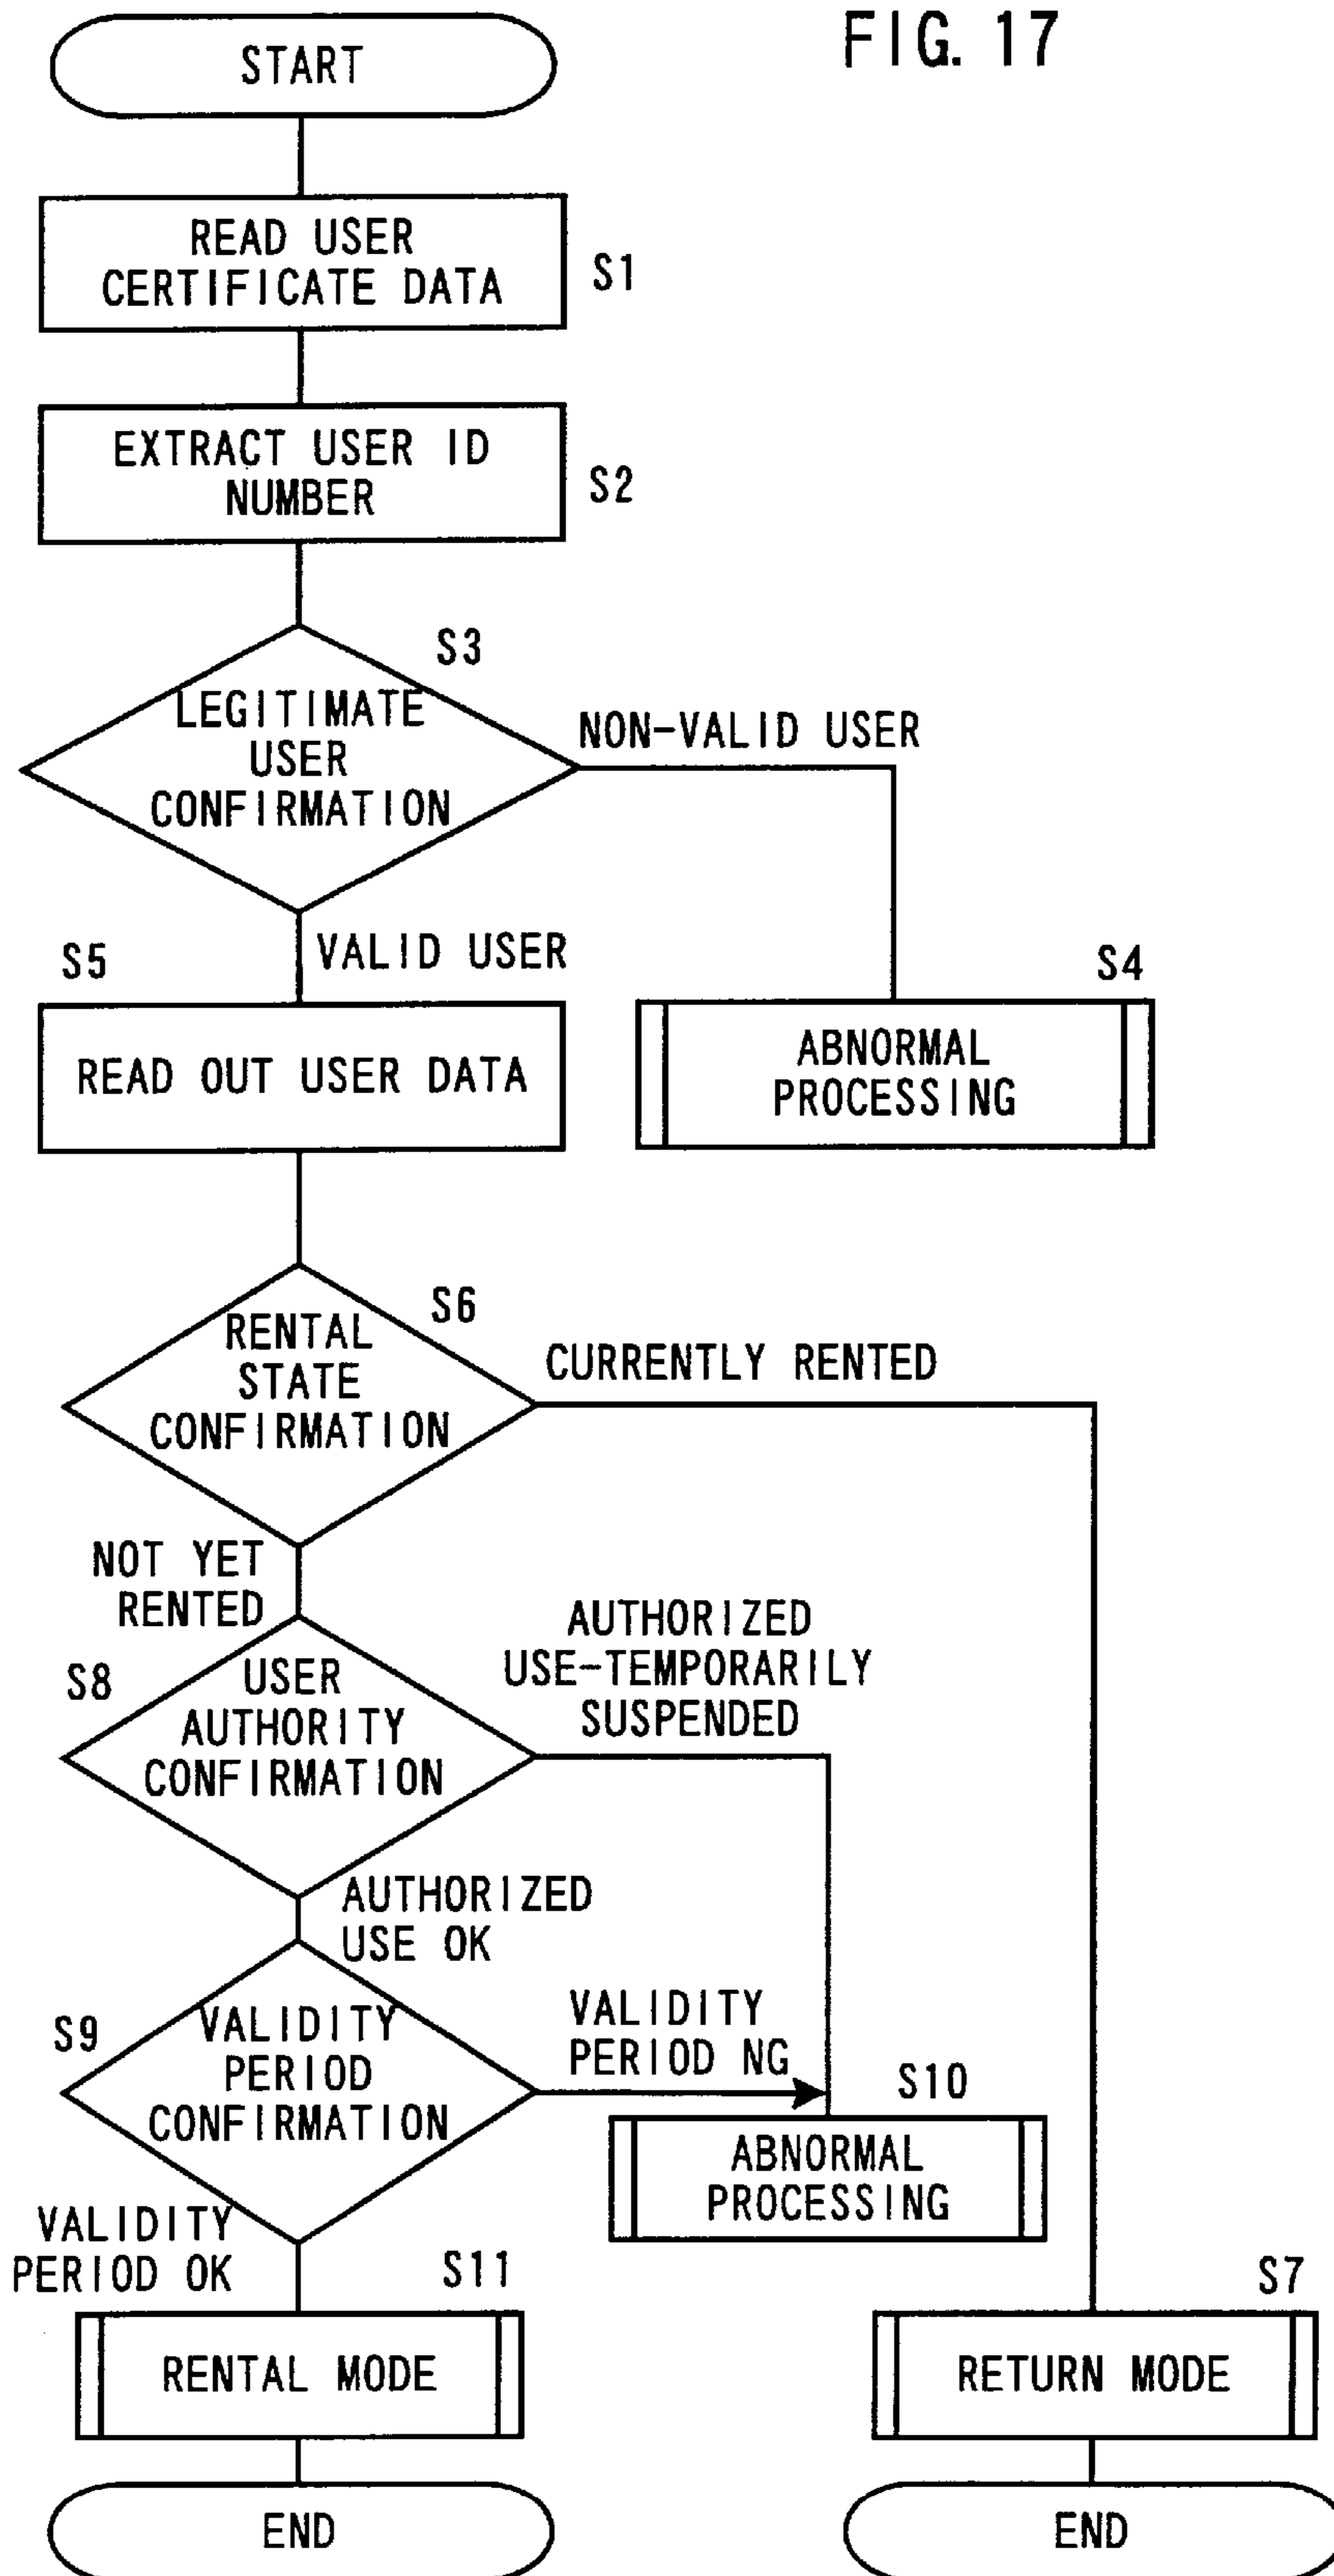 FIG. 17
START
READ USER
CERTIFICATE DATA
S1
EXTRACT USER ID
NUMBER
S2
S3
LEGITIMATE
USER
CONFIRMATION
NON-VALID USER
VALID USER
S5
S4
READ OUT USER DATA
ABNORMAL
PROCESSING
S6
RENTAL
STATE
CONFIRMATION
CURRENTLY RENTED
NOT YET
RENTED
S8
USER
AUTHORITY
CONFIRMATION
AUTHORIZED
USE-TEMPORARILY
SUSPENDED
AUTHORIZED
USE OK
S9
VALIDITY
PERIOD
CONFIRMATION
VALIDITY
PERIOD NG
S10
ABNORMAL
PROCESSING
VALIDITY
PERIOD OK
S11
S7
RENTAL MODE
RETURN MODE
END
END